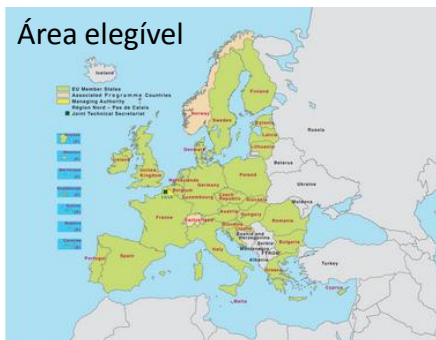 Área elegível
Iceland
EU Member States
Associated Programme Countries
Managing Authority
Région Nord - Pas de Calais
Joint Technical Secretariat
Finland
Norway
Sweden
Estonia
Russia
Latvia
Denmark
Lithuania
Ireland
United
Kingdom
Belarus
Netherlands
Poland
Germany
Belgium
Ukraine
Luxembourg
Czech
Republic
Slovakia
Moldova
France
Switzerland
Austria
Hungary
Slovenia
Romania
Bosnia and
Herzegovina
Serbia
Montenegro
Bulgaria
Italy
FYROM
Albania
Portugal
Spain
Turkey
Greece
Malta
Cyprus